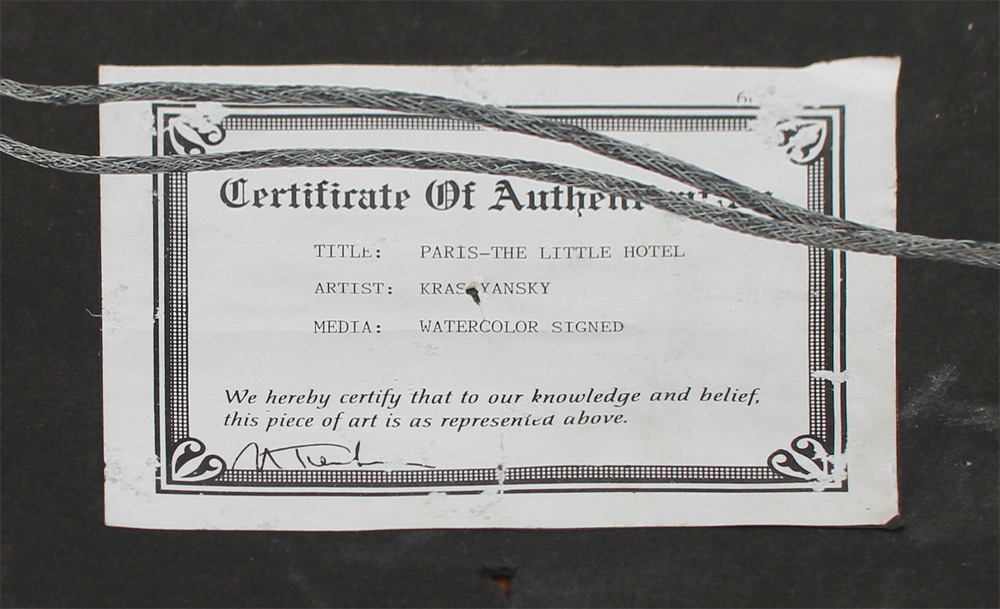 Certificate Of
TITLE: PARIS-THE LITTLE HOTEL
ARTIST:
MEDIA: WATERCOLOR SIGNED
We hereby certify that to our knowledge and belief,
this piece of art is as represented above.